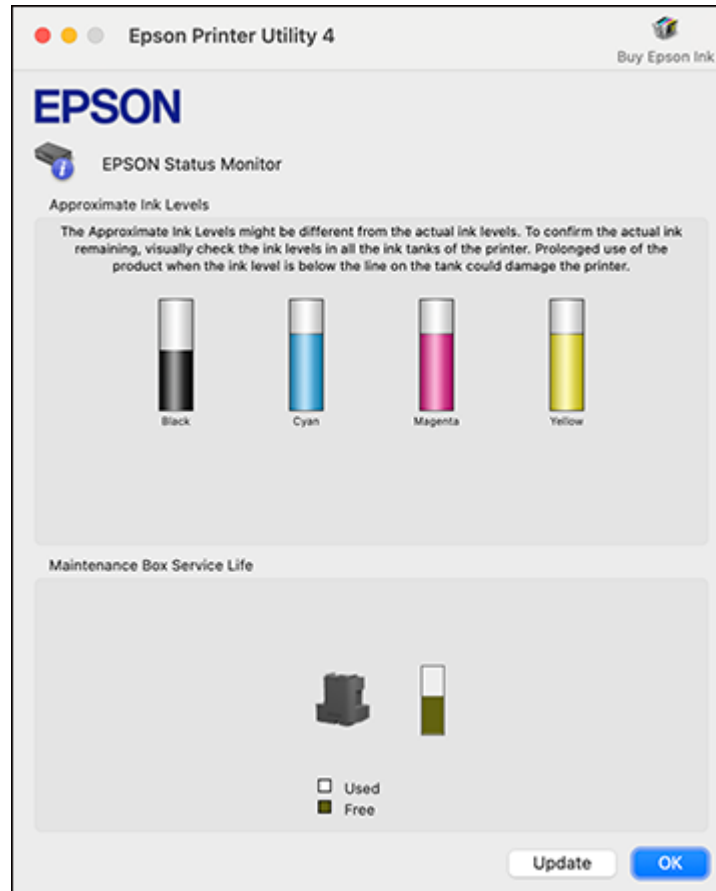 Epson Printer Utility 4
Buy Epson Ink
EPSON
EPSON Status Monitor
Approximate Ink Levels
The Approximate Ink Levels might be different from the actual ink levels. To confirm the actual ink
remaining, visually check the ink levels in all the ink tanks of the printer. Prolonged use of the
product when the ink level is below the line on the tank could damage the printer.
Black
Cyan
Magenta
Yellow
Maintenance Box Service Life
Used
Free
Update
OK